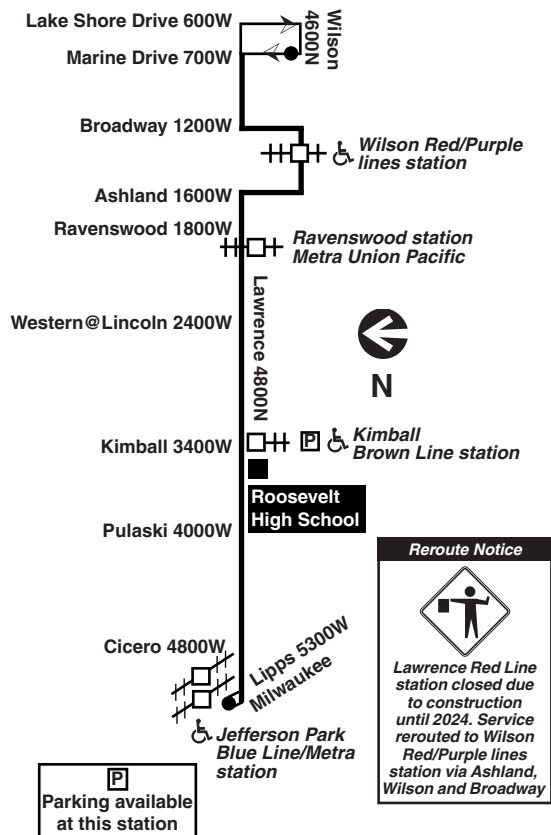 Lake Shore Drive 600W
Wilson
4600N
Marine Drive 700W
Broadway 1200W
Wilson Red/Purple
lines station
Ashland 1600W
Ravenswood 1800W
Ravenswood station
Metra Union Pacific
Lawrence 4800N
Western@Lincoln 2400W
N
Kimball 3400W
P
Kimball
Brown Line station
Roosevelt
High School
Pulaski 4000W
Reroute Notice
Lawrence Red Line
station closed due
to construction
until 2024. Service
rerouted to Wilson
Red/Purple lines
station via Ashland,
Wilson and Broadway
Cicero 4800W
Lipps 5300W
Milwaukee
Jefferson Park
Blue Line/Metra
station
P
Parking available
at this station